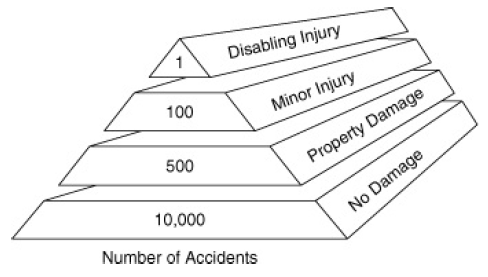 1 Disabling Injury
100 Minor Injury
500 Property Damage
10,000 No Damage
Number of Accidents